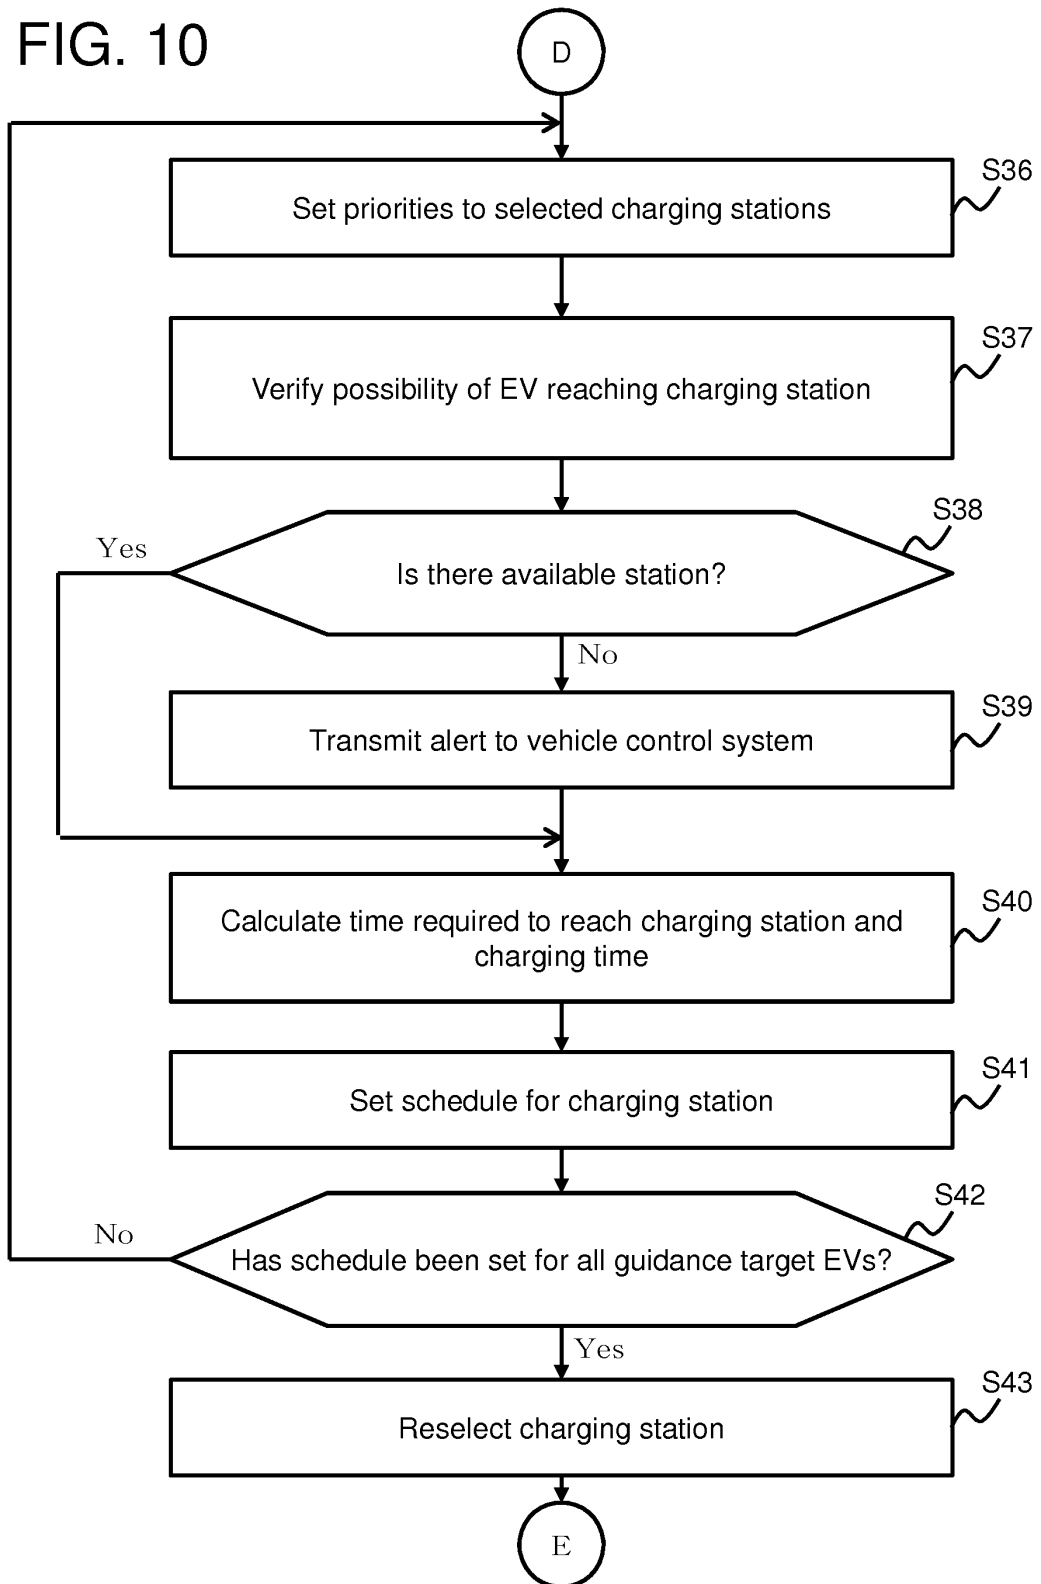 FIG. 10
D
S36
Set priorities to selected charging stations
S37
Verify possibility of EV reaching charging station
S38
Yes
Is there available station?
No
S39
Transmit alert to vehicle control system
S40
Calculate time required to reach charging station and
charging time
S41
Set schedule for charging station
S42
No
Has schedule been set for all guidance target EVs?
Yes
S43
Reselect charging station
E